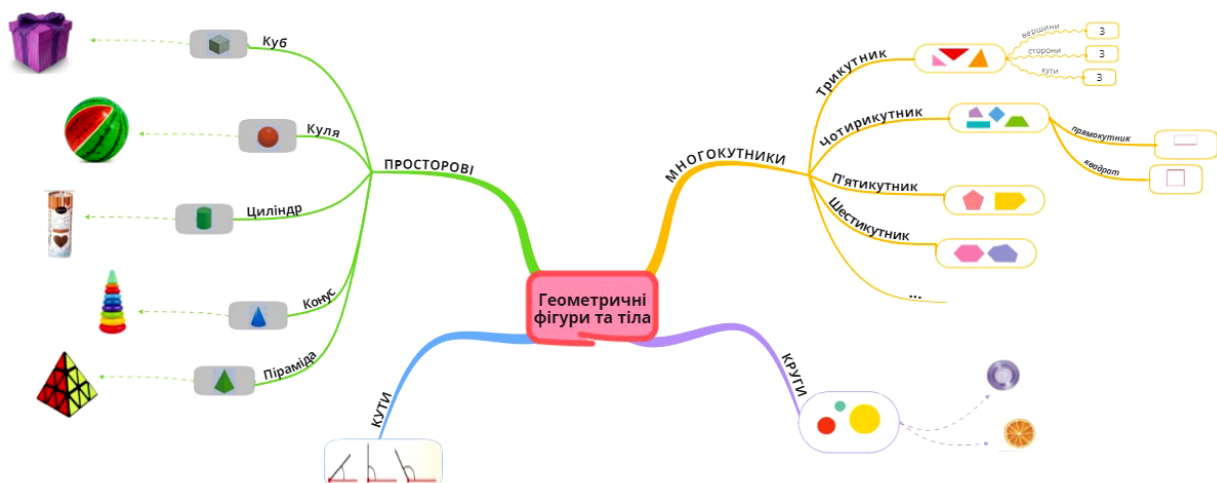 Геометричні
фігури та тіла
ПРОСТОРОВІ
Куб
Куля
Циліндр
Конус
Піраміда
МНОГОКУТНИКИ
Трикутник
вершини
3
сторони
3
кути
3
Чотирикутник
прямокутник
квадрат
П'ятикутник
Шестикутник
...
КУТИ
КРУГИ